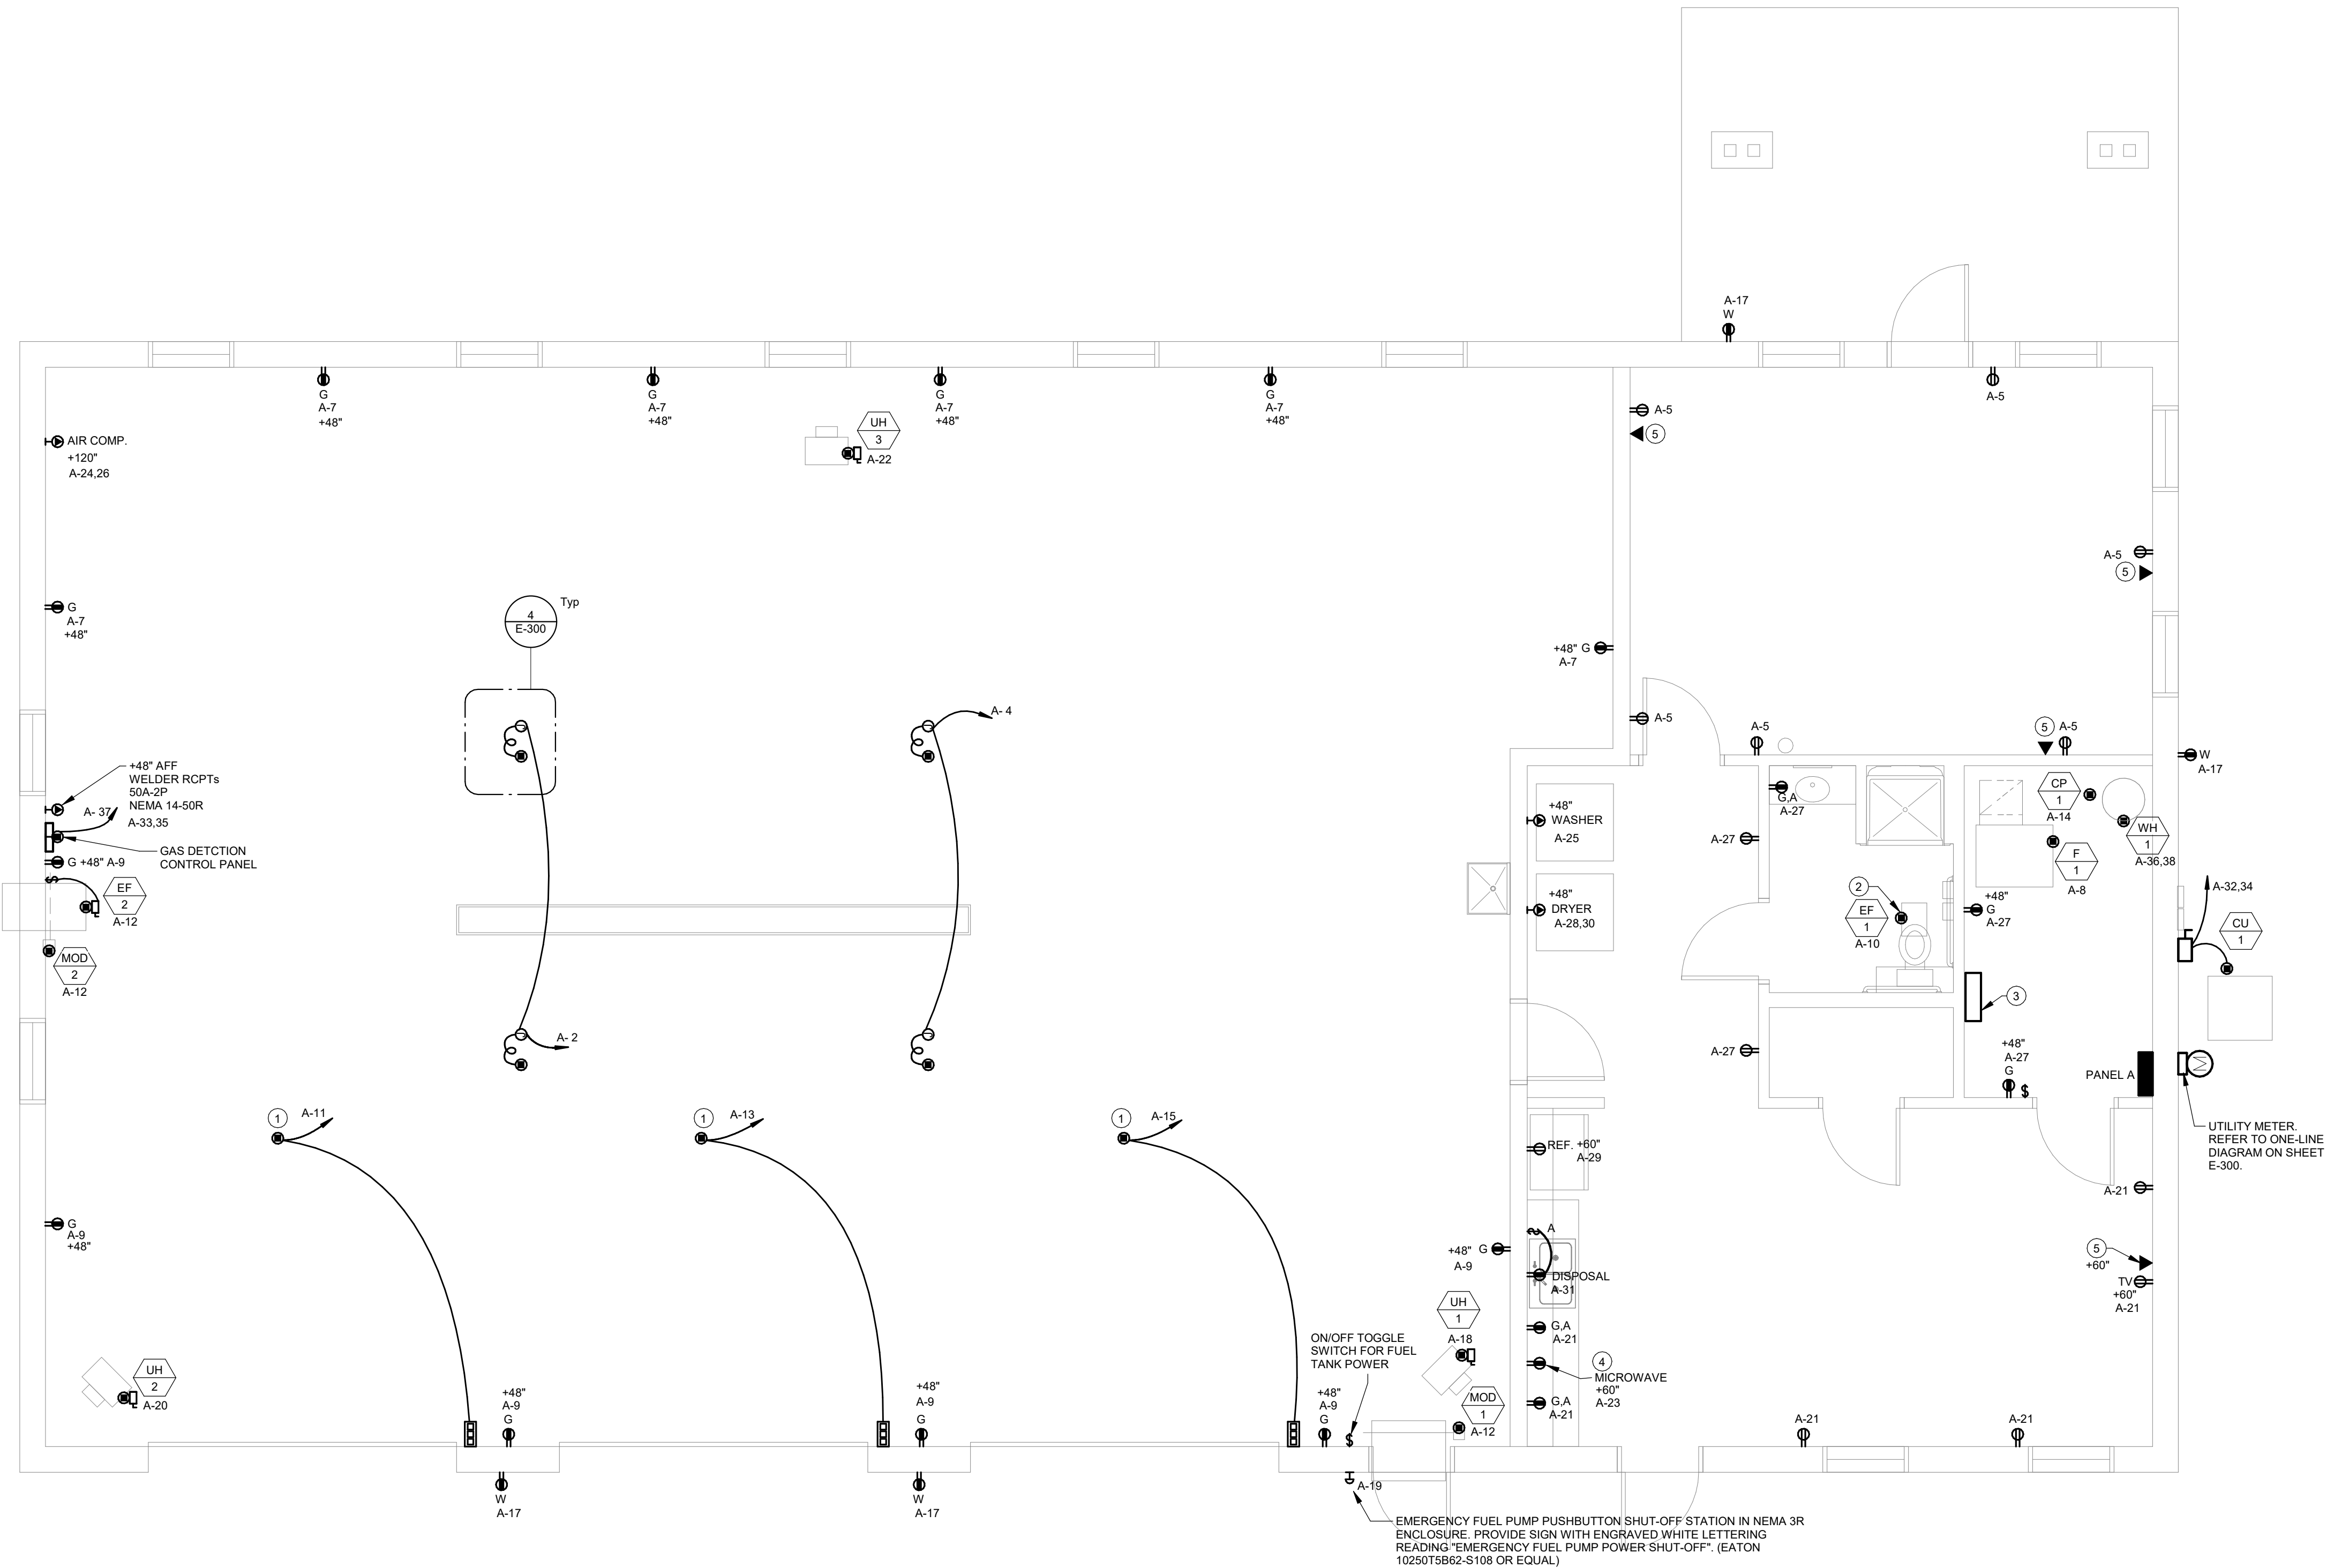 A-17
W
G
A-7
+48"
G
A-7
+48"
G
A-7
+48"
G
A-7
+48"
A-5
A-5
5
AIR COMP.
+120"
A-24,26
UH
3
A-22
A-5
5
G
A-7
+48"
4
E-300
Typ
+48" G
A-7
A- 4
A-5
A-5
5
A-5
W
A-17
+48" AFF
WELDER RCPTs
50A-2P
NEMA 14-50R
A- 37
A-33,35
GAS DETCTION
CONTROL PANEL
G +48" A-9
EF
2
A-12
MOD
2
A-12
+48"
WASHER
A-25
+48"
DRYER
A-28,30
G,A
A-27
A-27
CP
1
A-14
WH
1
A-36,38
F
1
A-8
2
EF
1
A-10
+48"
G
A-27
A-32,34
CU
1
3
A- 2
A-27
+48"
A-27
G
$
PANEL A
M
UTILITY METER.
REFER TO ONE-LINE
DIAGRAM ON SHEET
E-300.
1
A-11
1
A-13
1
A-15
REF. +60"
A-29
A-21
G
A-9
+48"
+48" G
A-9
A
DISPOSAL
A-31
5
+60"
TV
+60"
A-21
UH
1
A-18
G,A
A-21
4
MICROWAVE
+60"
A-23
G,A
A-21
ON/OFF TOGGLE
SWITCH FOR FUEL
TANK POWER
UH
2
A-20
+48"
A-9
G
+48"
A-9
G
+48"
A-9
G
$
MOD
1
A-12
A-21
A-21
W
A-17
W
A-17
A-19
EMERGENCY FUEL PUMP PUSHBUTTON SHUT-OFF STATION IN NEMA 3R
ENCLOSURE. PROVIDE SIGN WITH ENGRAVED WHITE LETTERING
READING "EMERGENCY FUEL PUMP POWER SHUT-OFF". (EATON
10250T5B62-S108 OR EQUAL)